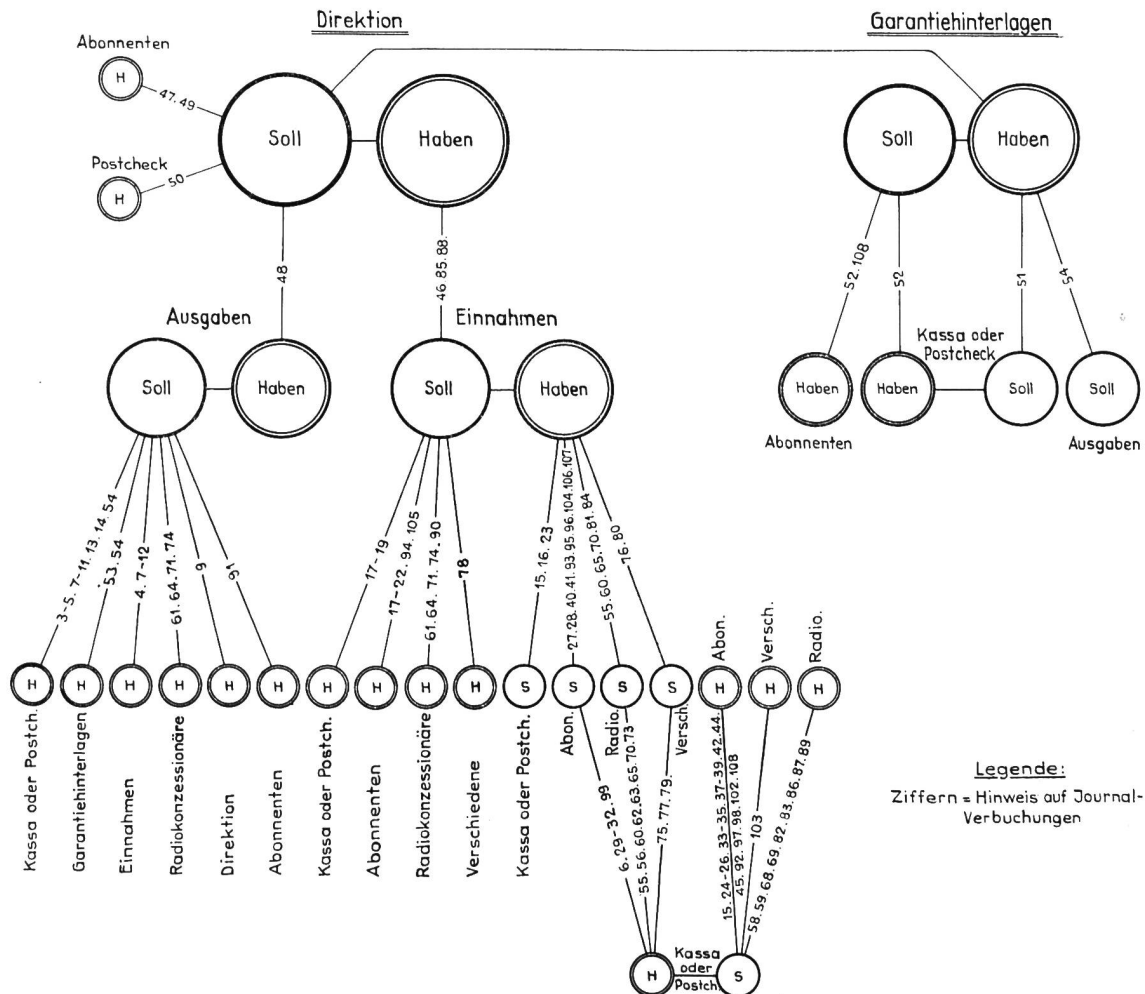 Direktion
Garantiehinterlagen
Abonnenten
H
47.49
Soll
Haben
Soll
Haben
Postcheck
H
50
48
46.85.88.
52.108
52
51
54
Ausgaben
Einnahmen
Kassa oder
Postcheck
Soll
Haben
Soll
Haben
Haben
Haben
Soll
Soll
Abonnenten
Ausgaben
3-5.7-11.13.14.54
53.54
4.7-12
61.64.71.74
9
91
17-19
17-22.94.105
61.64.71.74.90
78
15.16.23
27.28.40.41.93.95.96.104.106.107
55.60.65.70.81.84
76.80
Abon.
Versch.
Radio.
H
H
H
H
H
H
H
H
H
H
S
S
S
S
H
H
H
Kassa oder Postch.
Garantiehinterlagen
Einnahmen
Radiokonzessionäre
Direktion
Abonnenten
Kassa oder Postch.
Abonnenten
Radiokonzessionäre
Verschiedene
Kassa oder Postch.
Abon.
Radio.
Versch.
6.29-32.99
55.56.60.62.63.65.70.73
75.77.79.
15.24-26.33-35.37-39.42.44.
45.92.97.98.102.108
103
58.59.68.69.82.83.86.87.89
Legende:
Ziffern = Hinweis auf Journal-
Verbuchungen
H
Kassa
oder
Postch.
S